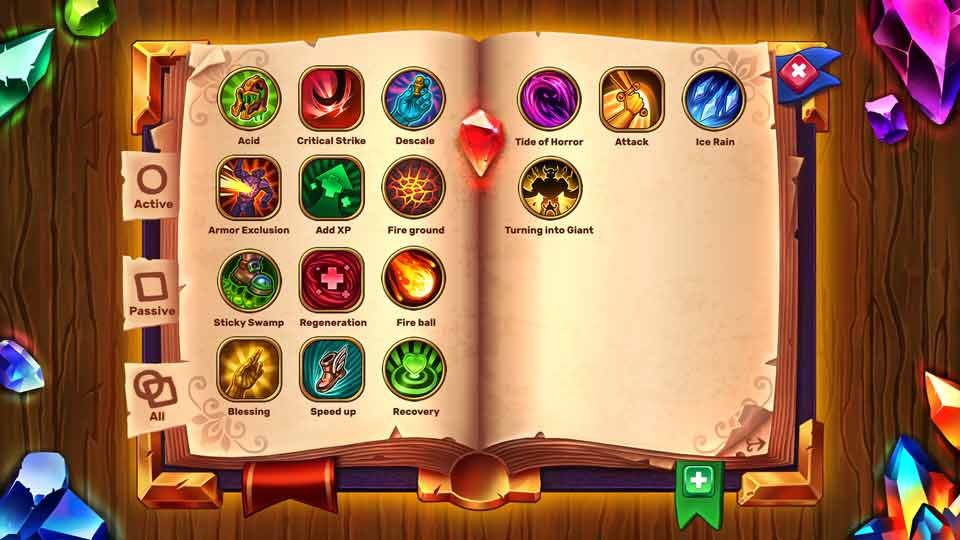 Acid
Critical Strike
Descale
Armor Exclusion
Add XP
Fire ground
Sticky Swamp
Regeneration
Fire ball
Blessing
Speed up
Recovery
Tide of Horror
Attack
Ice Rain
Turning into Giant
Active
Passive
All